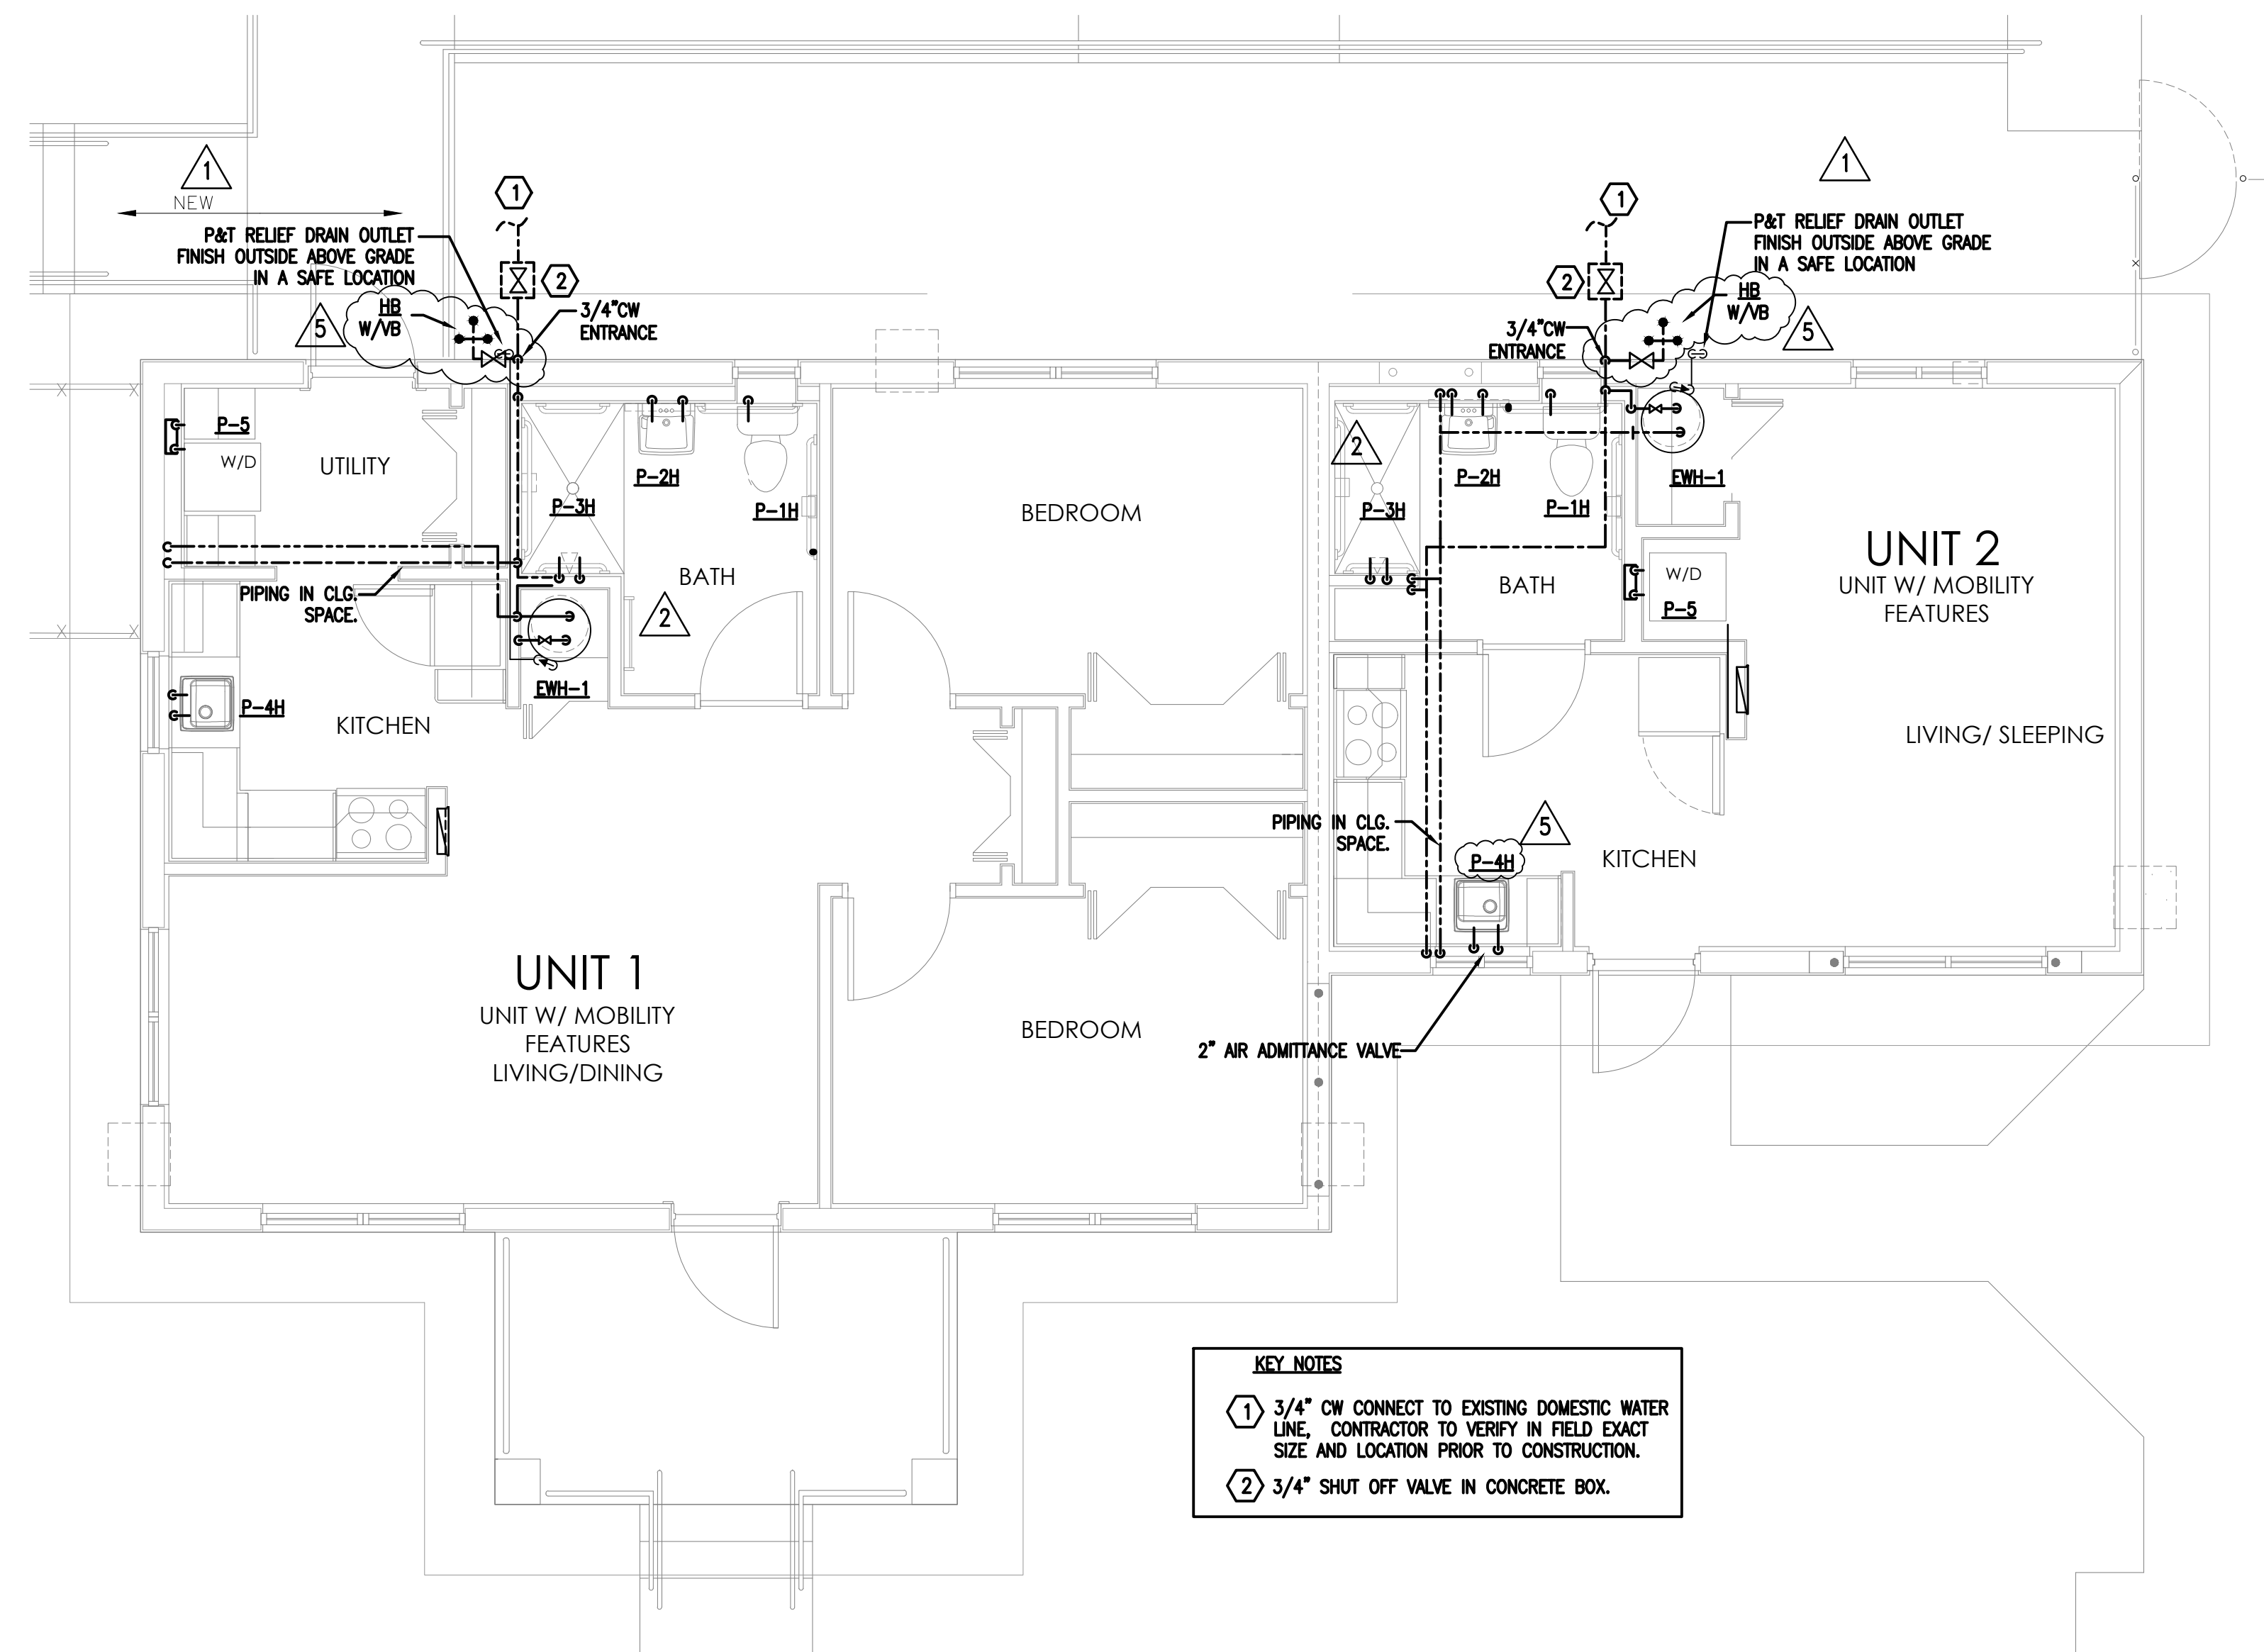 1
NEW
P&T RELIEF DRAIN OUTLET
FINISH OUTSIDE ABOVE GRADE
IN A SAFE LOCATION
HB
W/VB
5
1
2
3/4"CW
ENTRANCE
1
1
P&T RELIEF DRAIN OUTLET
FINISH OUTSIDE ABOVE GRADE
IN A SAFE LOCATION
2
HB
W/VB
5
3/4"CW
ENTRANCE
P-5
W/D
UTILITY
P-2H
P-3H
P-1H
BATH
2
PIPING IN CLG.
SPACE.
EWH-1
P-4H
KITCHEN
BEDROOM
2
P-2H
P-3H
P-1H
EWH-1
BATH
W/D
P-5
UNIT 2
UNIT W/ MOBILITY
FEATURES
LIVING/ SLEEPING
PIPING IN CLG.
SPACE.
5
P-4H
KITCHEN
UNIT 1
UNIT W/ MOBILITY
FEATURES
LIVING/DINING
BEDROOM
2" AIR ADMITTANCE VALVE
KEY NOTES
1 3/4" CW CONNECT TO EXISTING DOMESTIC WATER
LINE, CONTRACTOR TO VERIFY IN FIELD EXACT
SIZE AND LOCATION PRIOR TO CONSTRUCTION.
2 3/4" SHUT OFF VALVE IN CONCRETE BOX.